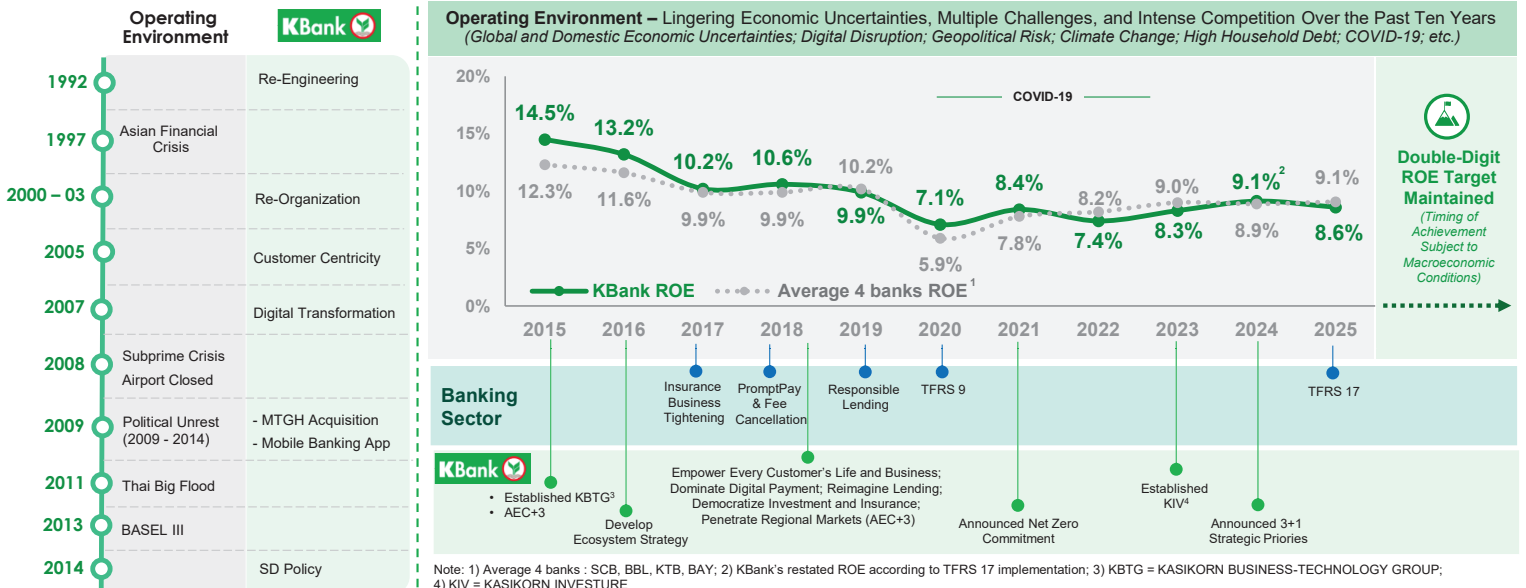 Operating
Environment
KBank
1992
Re-Engineering
1997
Asian Financial
Crisis
2000 – 03
Re-Organization
2005
Customer Centricity
2007
Digital Transformation
2008
Subprime Crisis
Airport Closed
2009
Political Unrest
(2009 - 2014)
- MTGH Acquisition
- Mobile Banking App
2011
Thai Big Flood
2013
BASEL III
2014
SD Policy
Operating Environment – Lingering Economic Uncertainties, Multiple Challenges, and Intense Competition Over the Past Ten Years
(Global and Domestic Economic Uncertainties; Digital Disruption; Geopolitical Risk; Climate Change; High Household Debt; COVID-19; etc.)
20%
15%
10%
5%
0%
COVID-19
14.5%
13.2%
10.2%
10.6%
10.2%
7.1%
8.4%
8.2%
9.0%
9.1%2
9.1%
12.3%
11.6%
9.9%
9.9%
9.9%
5.9%
7.8%
7.4%
8.3%
8.9%
8.6%
KBank ROE
Average 4 banks ROE1
2015 2016 2017 2018 2019 2020 2021 2022 2023 2024 2025
Double-Digit
ROE Target
Maintained
(Timing of
Achievement
Subject to
Macroeconomic
Conditions)
Banking
Sector
Insurance
Business
Tightening
PromptPay
& Fee
Cancellation
Responsible
Lending
TFRS 9
TFRS 17
KBank
• Established KBTG3
• AEC+3
Develop
Ecosystem Strategy
Empower Every Customer's Life and Business;
Dominate Digital Payment; Reimagine Lending;
Democratize Investment and Insurance;
Penetrate Regional Markets (AEC+3)
Announced Net Zero
Commitment
Established
KIV4
Announced 3+1
Strategic Priories
Note: 1) Average 4 banks : SCB, BBL, KTB, BAY; 2) KBank's restated ROE according to TFRS 17 implementation; 3) KBTG = KASIKORN BUSINESS-TECHNOLOGY GROUP;
4) KIV = KASIKORN INVESTURE